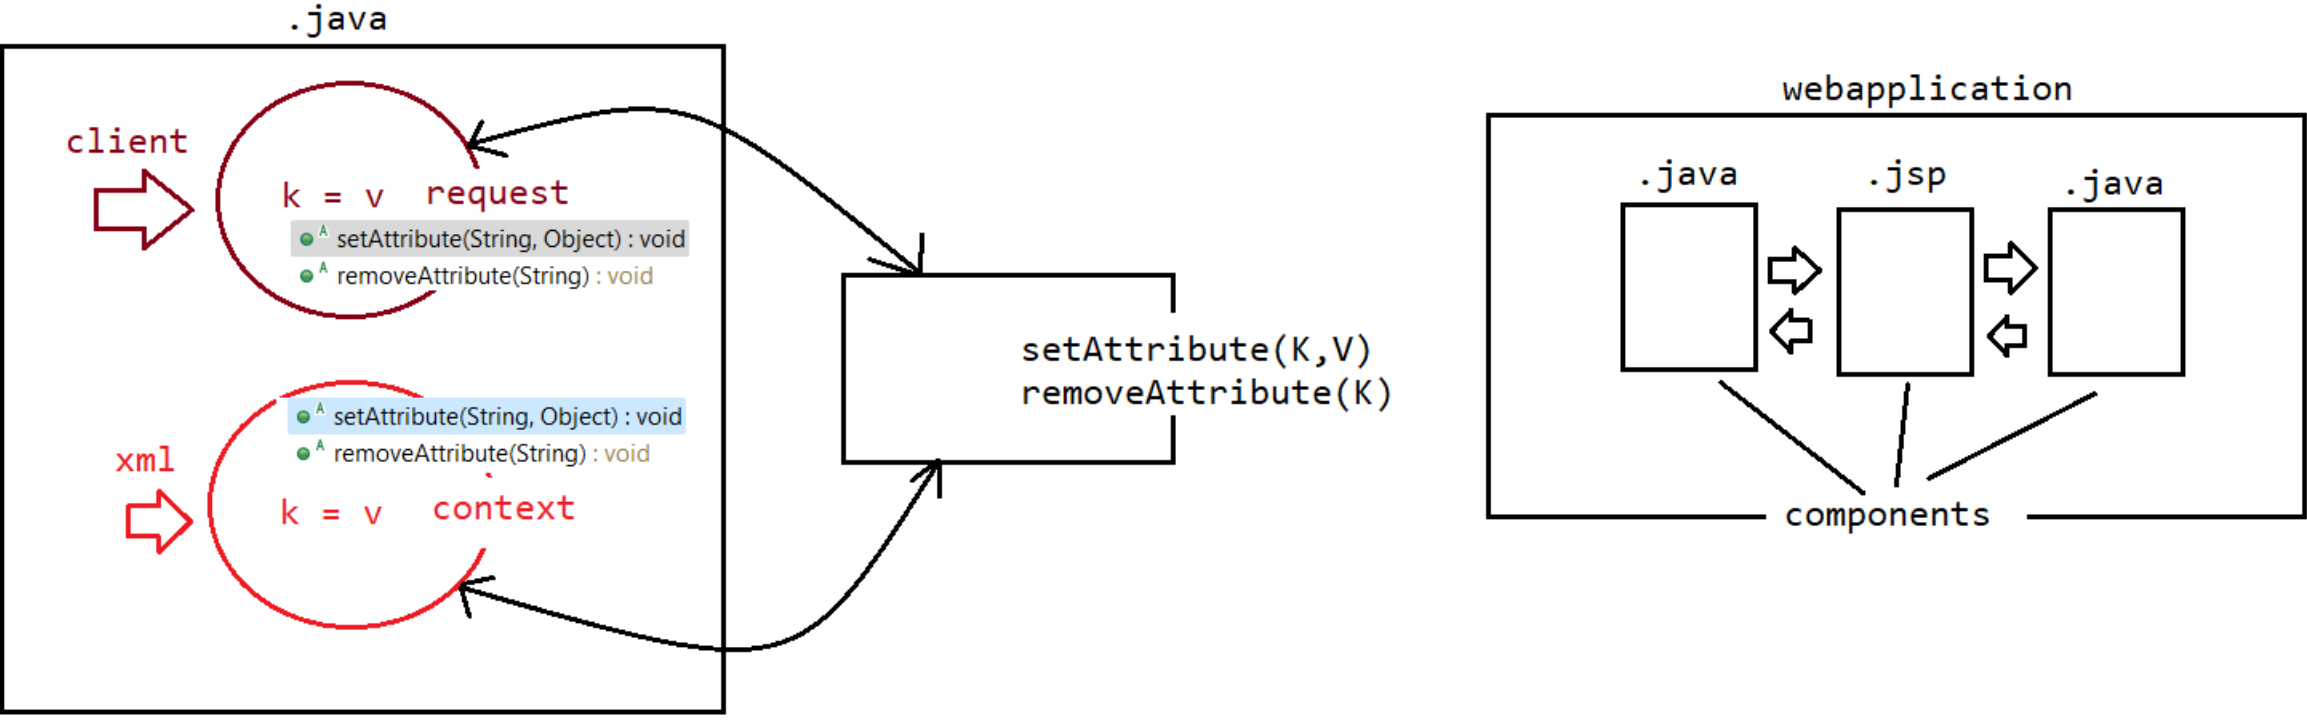 .java
client
k = v request
A setAttribute(String, Object) : void
A removeAttribute(String) : void
xml
A setAttribute(String, Object) : void
A removeAttribute(String) : void
k = v context
setAttribute(K,V)
removeAttribute(K)
webapplication
.java
.jsp
.java
components